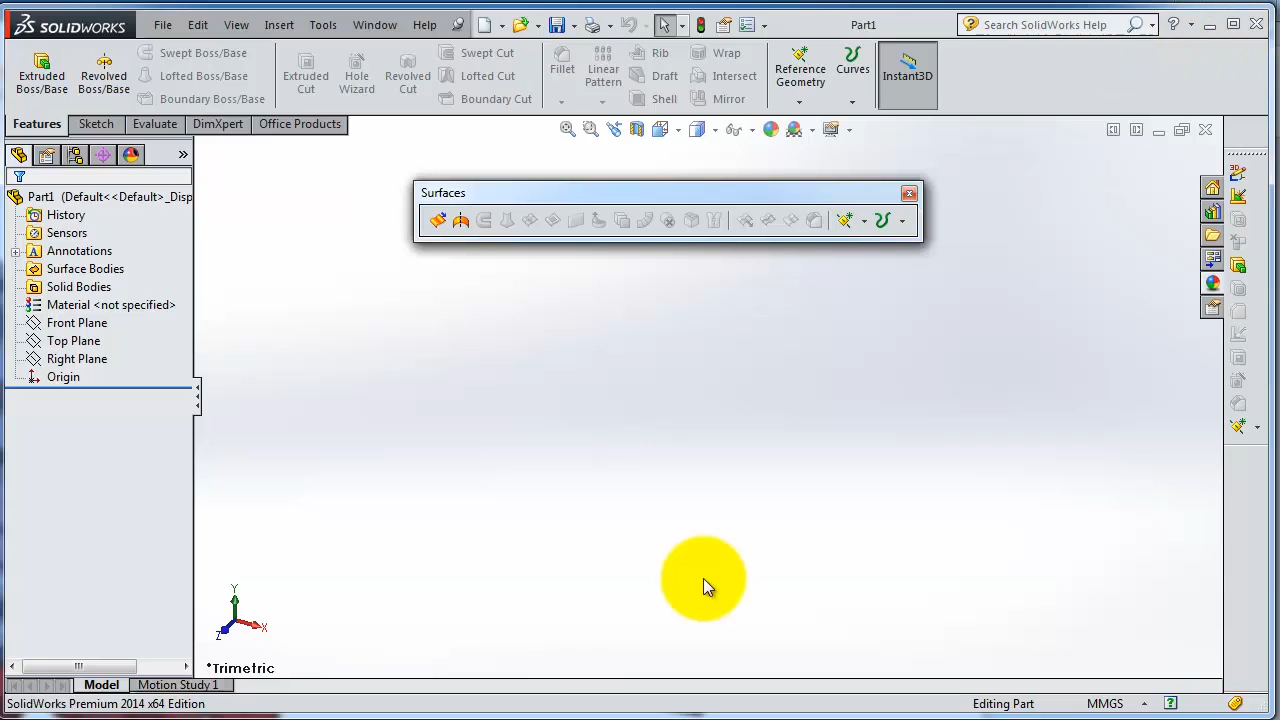 SOLIDWORKS File Edit View Insert Tools Window Help Part1 Search SolidWorks Help
Extruded Boss/Base
Revolved Boss/Base
Swept Boss/Base
Lofted Boss/Base
Boundary Boss/Base
Extruded Cut
Hole Wizard
Revolved Cut
Swept Cut
Lofted Cut
Boundary Cut
Fillet
Linear Pattern
Rib
Draft
Shell
Wrap
Intersect
Mirror
Reference Geometry
Curves
Instant3D
Features Sketch Evaluate DimXpert Office Products
Surfaces
Part1 (Default<<Default>_Disp
History
Sensors
Annotations
Surface Bodies
Solid Bodies
Material <not specified>
Front Plane
Top Plane
Right Plane
Origin
Y
X
Z
*Trimetric
Model Motion Study 1
SolidWorks Premium 2014 x64 Edition Editing Part MMGS